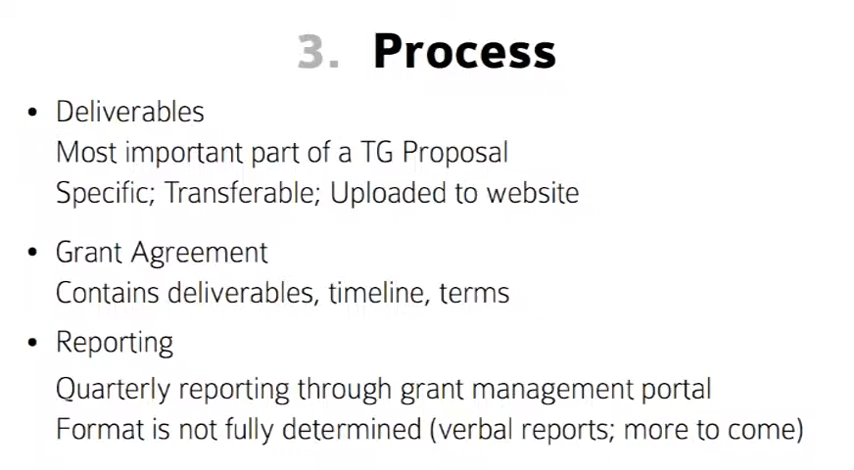 3. Process
• Deliverables
Most important part of a TG Proposal
Specific; Transferable; Uploaded to website
• Grant Agreement
Contains deliverables, timeline, terms
• Reporting
Quarterly reporting through grant management portal
Format is not fully determined (verbal reports; more to come)